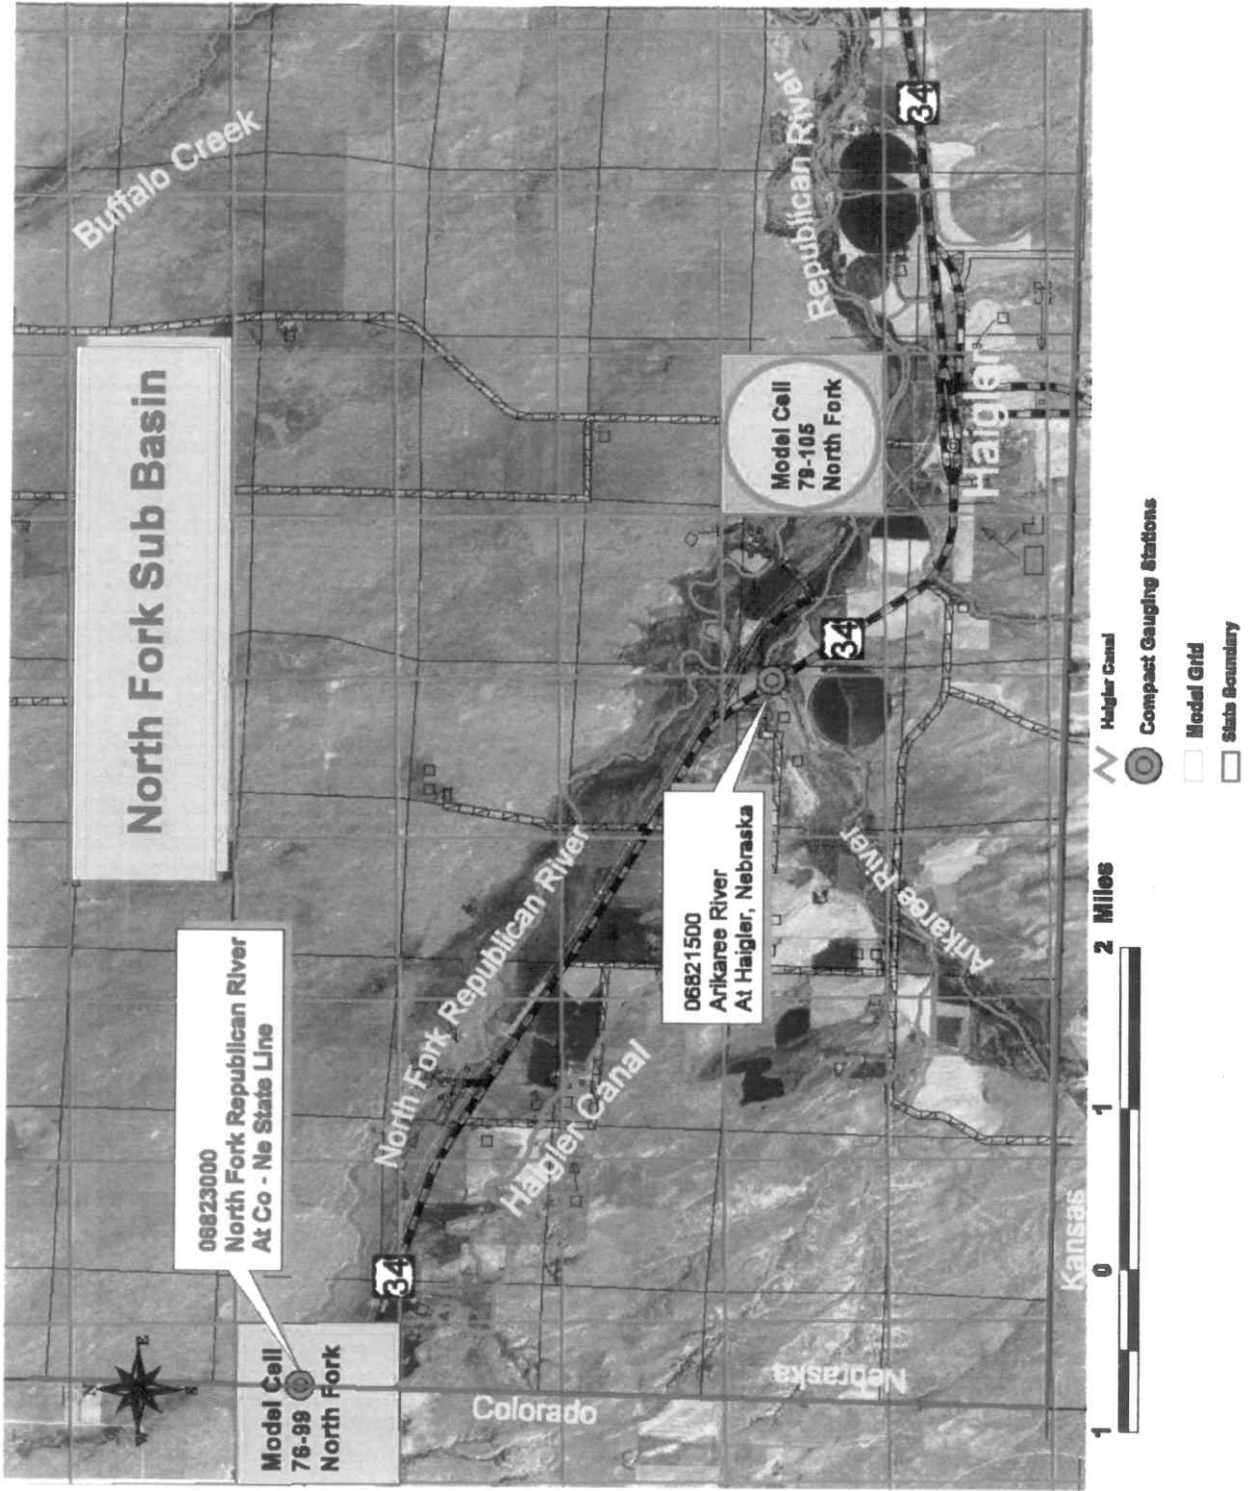 North Fork Sub Basin
Buffalo Creek
N
E
S
W
06823000
North Fork Republican River
At Co - Ne State Line
Model Cell
76-99
North Fork
34
North Fork Republican River
Haigler Canal
Colorado
Nebraska
Kansas
06821500
Arikaree River
At Haigler, Nebraska
Arikaree River
34
Model Cell
79-105
North Fork
Republican River
34
Haigler
1 0 1 2 Miles
Haigler Canal
Compact Gauging Stations
Model Grid
State Boundary